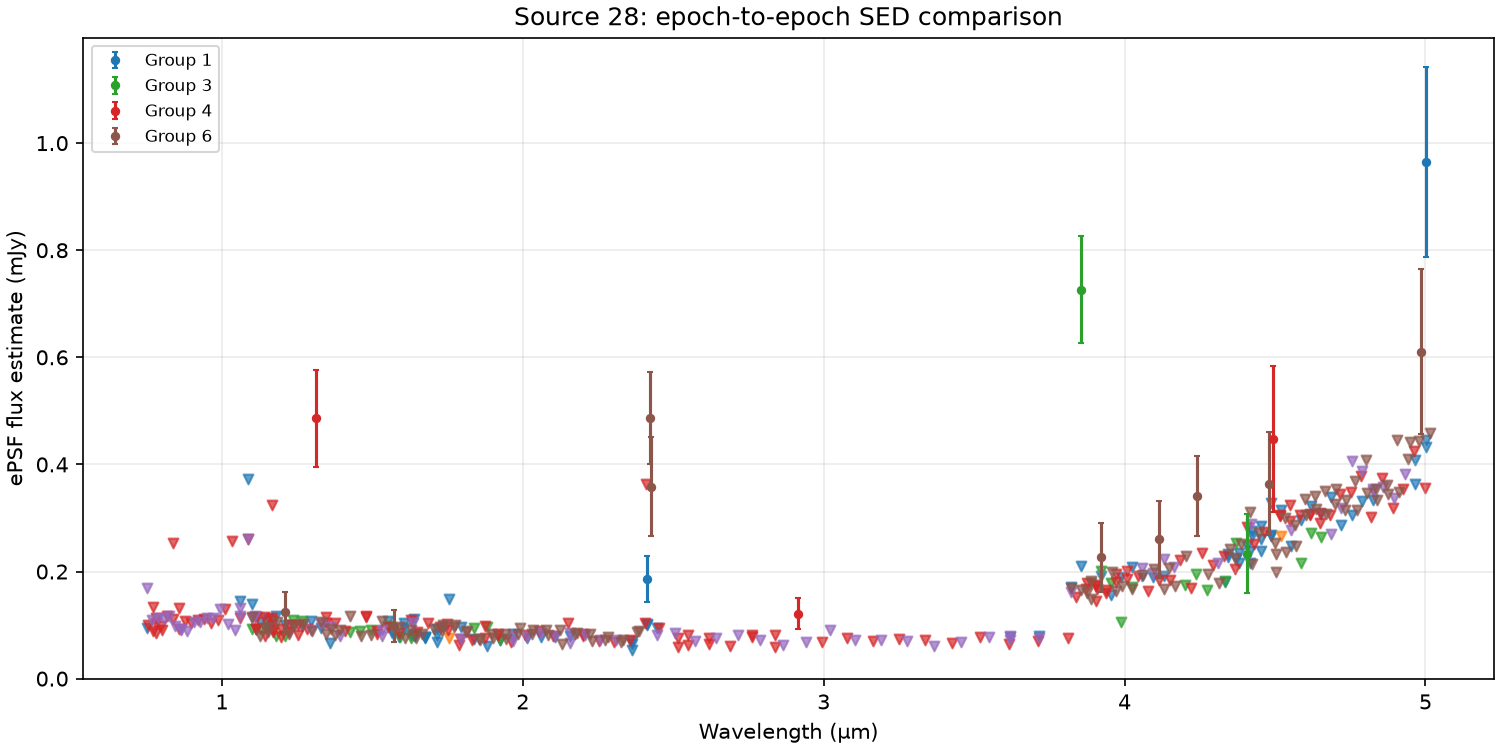 Source 28: epoch-to-epoch SED comparison
Group 1
Group 3
Group 4
Group 6
ePSF flux estimate (mJy)
1.0
0.8
0.6
0.4
0.2
0.0
1 2 3 4 5
Wavelength (μm)